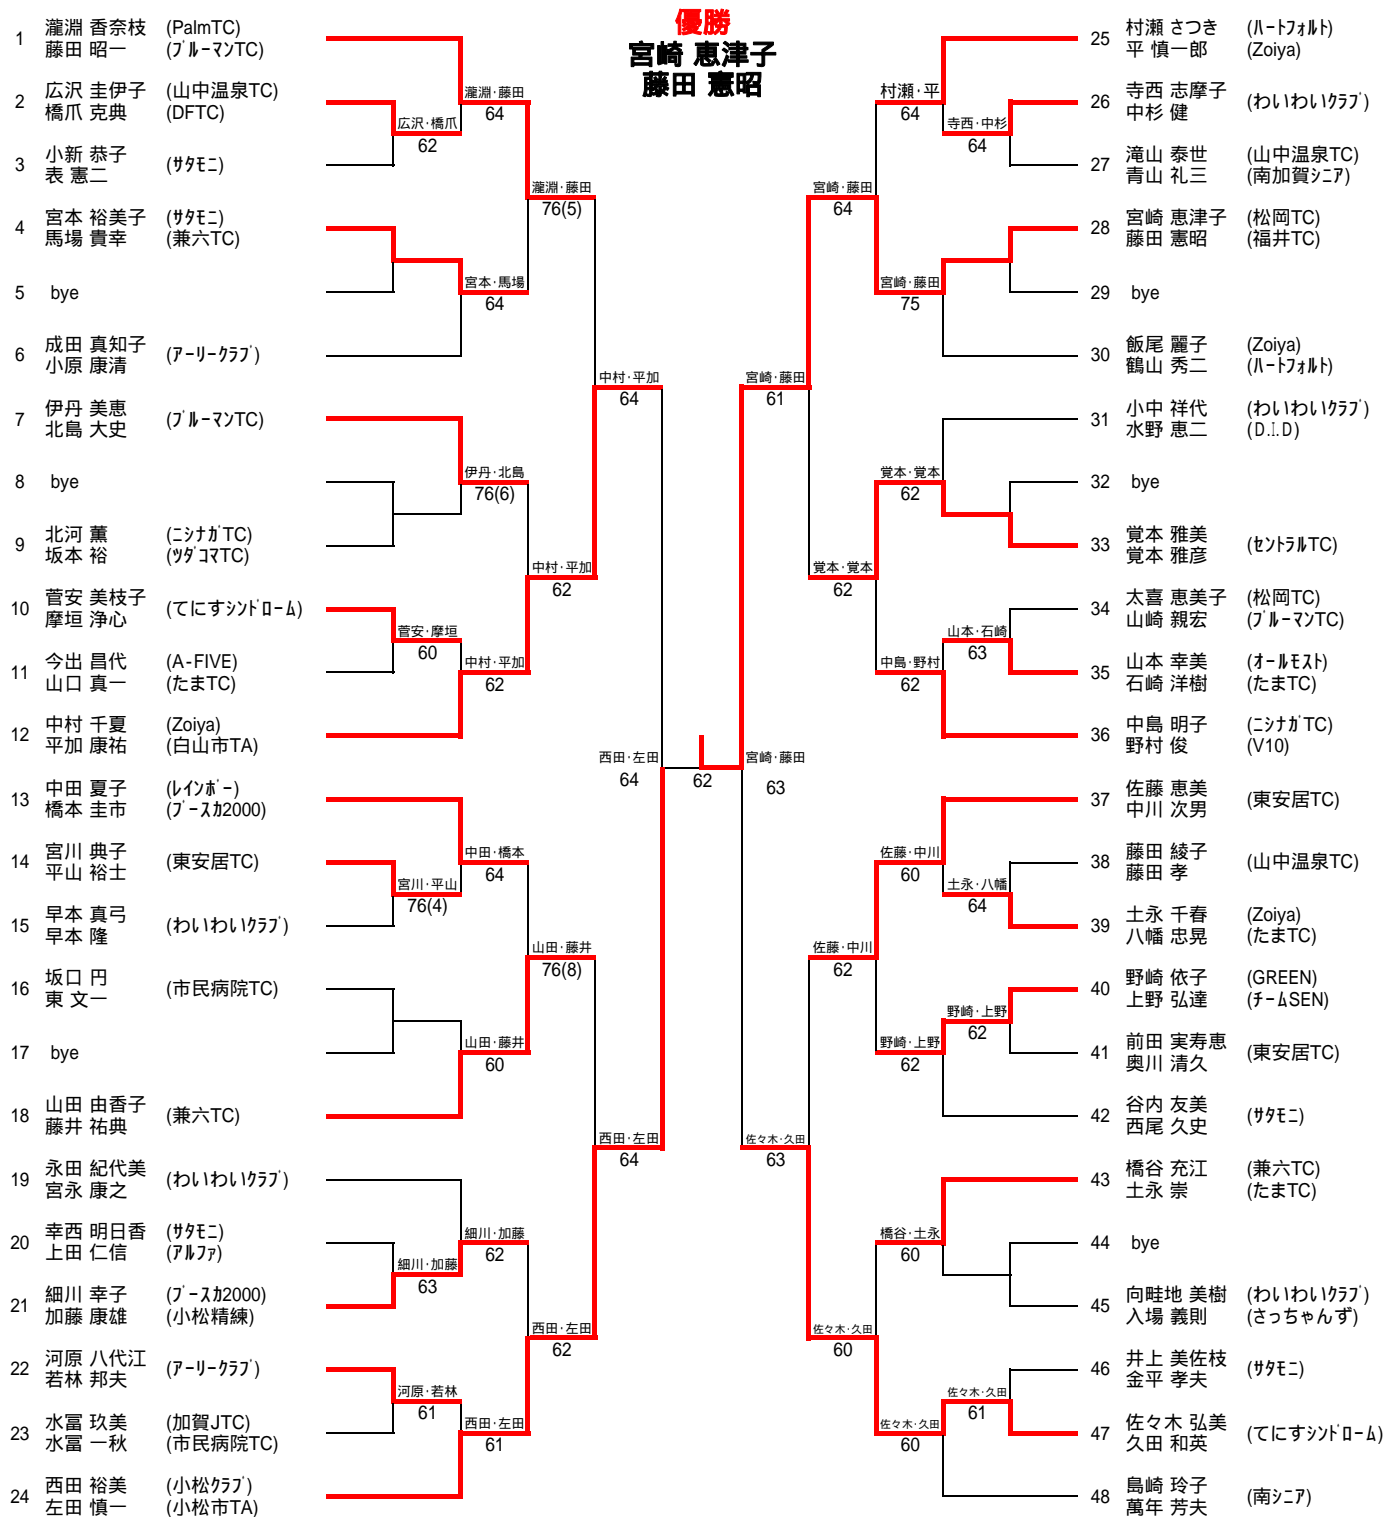 優勝
宮崎 恵津子
藤田 憲昭
1 瀧淵 香奈枝 (PalmTC)
藤田 昭一 (ﾌﾞﾙｰﾏﾝTC)
2 広沢 圭伊子 (山中温泉TC)
橋爪 克典 (DFTC)
3 小新 恭子
表 憲二 (ｻﾀﾓﾆ)
4 宮本 裕美子 (ｻﾀﾓﾆ)
馬場 貴幸 (兼六TC)
5 bye
6 成田 真知子
小原 康清 (ｱｰﾘｰｸﾗﾌﾞ)
7 伊丹 美恵
北島 大史 (ﾌﾞﾙｰﾏﾝTC)
8 bye
9 北河 薫 (ﾆｼﾅｶﾞTC)
坂本 裕 (ﾂﾀﾞｺﾏTC)
10 菅安 美枝子
摩垣 浄心 (てにすｼﾝﾄﾞﾛｰﾑ)
11 今出 昌代 (A-FIVE)
山口 真一 (たまTC)
12 中村 千夏 (Zoiya)
平加 康祐 (白山市TA)
13 中田 夏子 (ﾚｲﾝﾎﾞｰ)
橋本 圭市 (ﾌﾞｰｽｶ2000)
14 宮川 典子
平山 裕士 (東安居TC)
15 早本 真弓
早本 隆 (わいわいｸﾗﾌﾞ)
16 坂口 円
東 文一 (市民病院TC)
17 bye
18 山田 由香子
藤井 祐典 (兼六TC)
19 永田 紀代美
宮永 康之 (わいわいｸﾗﾌﾞ)
20 幸西 明日香 (ｻﾀﾓﾆ)
上田 仁信 (ｱﾙﾌｧ)
21 細川 幸子 (ﾌﾞｰｽｶ2000)
加藤 康雄 (小松精練)
22 河原 八代江
若林 邦夫 (ｱｰﾘｰｸﾗﾌﾞ)
23 水冨 玖美 (加賀JTC)
水冨 一秋 (市民病院TC)
24 西田 裕美 (小松ｸﾗﾌﾞ)
左田 慎一 (小松市TA)
広沢･橋爪
62
菅安･摩垣
60
宮川･平山
76(4)
細川･加藤
63
河原･若林
61
瀧淵･藤田
64
宮本･馬場
64
伊丹･北島
76(6)
中村･平加
62
中田･橋本
64
山田･藤井
60
細川･加藤
62
西田･左田
61
瀧淵･藤田
76(5)
中村･平加
62
山田･藤井
76(8)
西田･左田
62
中村･平加
64
西田･左田
64
西田･左田
64
62
宮崎･藤田
63
宮崎･藤田
61
佐々木･久田
63
宮崎･藤田
64
覚本･覚本
62
佐藤･中川
62
佐々木･久田
60
村瀬･平
64
宮崎･藤田
75
覚本･覚本
62
中島･野村
62
佐藤･中川
60
野崎･上野
62
橋谷･土永
60
佐々木･久田
60
寺西･中杉
64
山本･石崎
63
土永･八幡
64
野崎･上野
62
佐々木･久田
61
25 村瀬 さつき (ﾊｰﾄﾌｫﾙﾄ)
平 慎一郎 (Zoiya)
26 寺西 志摩子
中杉 健 (わいわいｸﾗﾌﾞ)
27 滝山 泰世 (山中温泉TC)
青山 礼三 (南加賀ｼﾆｱ)
28 宮崎 恵津子 (松岡TC)
藤田 憲昭 (福井TC)
29 bye
30 飯尾 麗子 (Zoiya)
鶴山 秀二 (ﾊｰﾄﾌｫﾙﾄ)
31 小中 祥代 (わいわいｸﾗﾌﾞ)
水野 恵二 (D.I.D)
32 bye
33 覚本 雅美
覚本 雅彦 (ｾﾝﾄﾗﾙTC)
34 太喜 恵美子 (松岡TC)
山崎 親宏 (ﾌﾞﾙｰﾏﾝTC)
35 山本 幸美 (ｵｰﾙﾓｽﾄ)
石崎 洋樹 (たまTC)
36 中島 明子 (ﾆｼﾅｶﾞTC)
野村 俊 (V10)
37 佐藤 恵美
中川 次男 (東安居TC)
38 藤田 綾子
藤田 孝 (山中温泉TC)
39 土永 千春 (Zoiya)
八幡 忠晃 (たまTC)
40 野崎 依子 (GREEN)
上野 弘達 (ﾁｰﾑSEN)
41 前田 実寿恵
奥川 清久 (東安居TC)
42 谷内 友美
西尾 久史 (ｻﾀﾓﾆ)
43 橋谷 充江 (兼六TC)
土永 崇 (たまTC)
44 bye
45 向畦地 美樹 (わいわいｸﾗﾌﾞ)
入場 義則 (さっちゃんず)
46 井上 美佐枝
金平 孝夫 (ｻﾀﾓﾆ)
47 佐々木 弘美
久田 和英 (てにすｼﾝﾄﾞﾛｰﾑ)
48 島崎 玲子
萬年 芳夫 (南ｼﾆｱ)